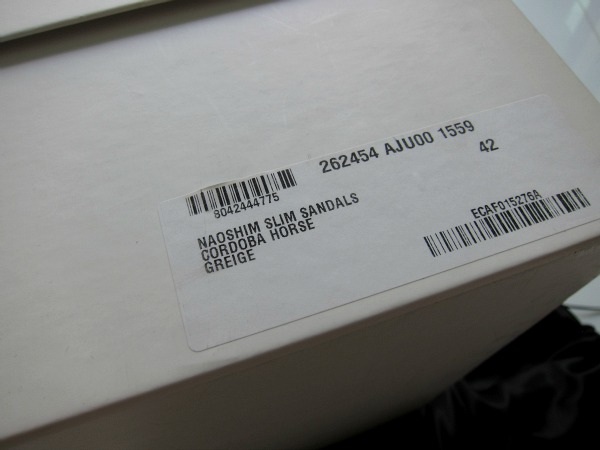 262454 AJU00 1559
42
8042444775
NAOSHIM SLIM SANDALS
CORDOBA HORSE
GREIGE
ECAF015276A